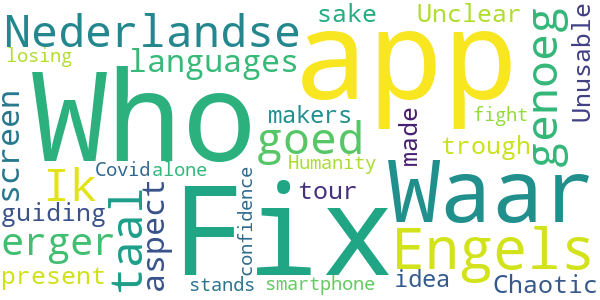 Nederlandse
sake
Unclear
losing
languages
app
genoeg
Unusable
Who
screen
makers
goed
made
fight
trough
Ik
Covid
alone
Humanity
Waar
guiding
taal
aspect
Fix
confidence
tour
erger
Engels
present
stands
smartphone
idea
Chaotic